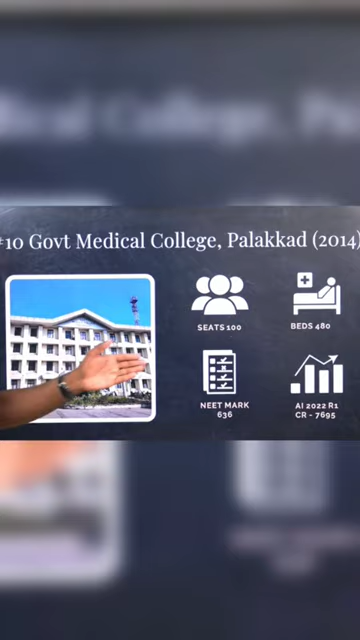 #10 Govt Medical College, Palakkad (2014)
SEATS 100
BEDS 480
NEET MARK
636
AI 2022 R1
CR - 7695